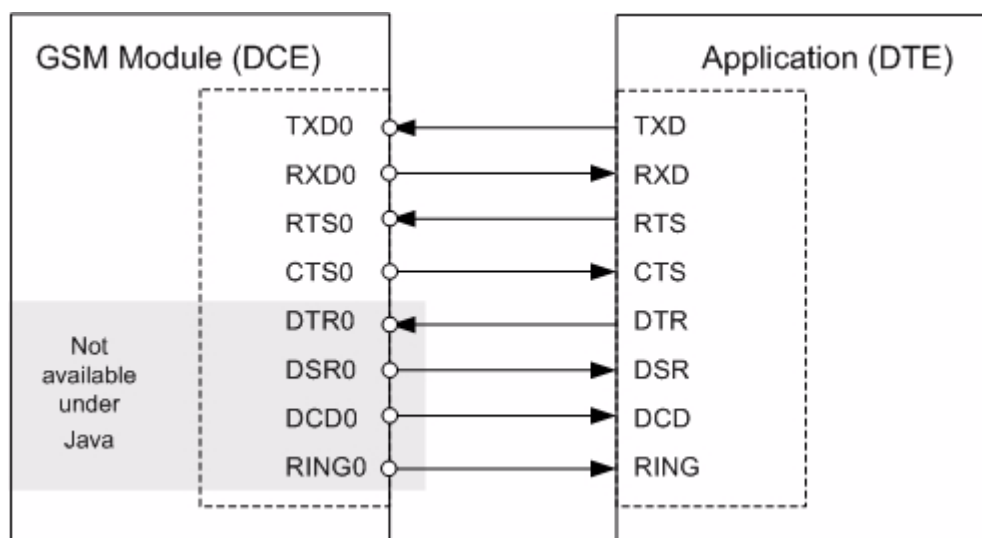 GSM Module (DCE)
Application (DTE)
TXD0
TXD
RXD0
RXD
RTS0
RTS
CTS0
CTS
DTR0
DTR
DSR0
DSR
DCD0
DCD
RING0
RING
Not
available
under
Java